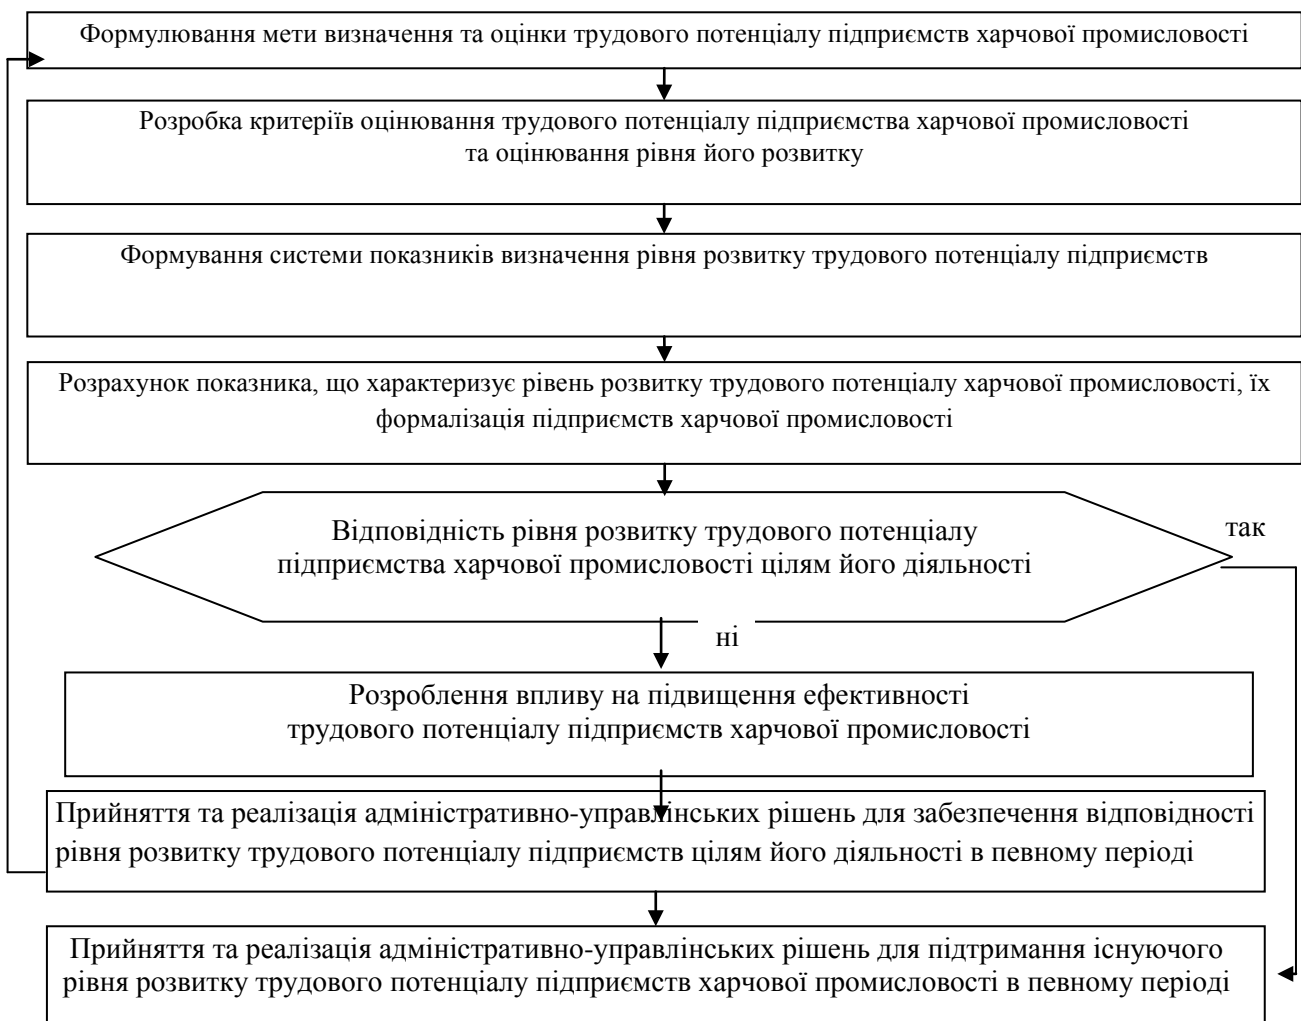 Формулювання мети визначення та оцінки трудового потенціалу підприємств харчової промисловості
Розробка критеріїв оцінювання трудового потенціалу підприємства харчової промисловості
та оцінювання рівня його розвитку
Формування системи показників визначення рівня розвитку трудового потенціалу підприємств
Розрахунок показника, що характеризує рівень розвитку трудового потенціалу харчової промисловості, їх
формалізація підприємств харчової промисловості
Відповідність рівня розвитку трудового потенціалу
підприємства харчової промисловості цілям його діяльності
так
ні
Розроблення впливу на підвищення ефективності
трудового потенціалу підприємств харчової промисловості
Прийняття та реалізація адміністративно-управлінських рішень для забезпечення відповідності
рівня розвитку трудового потенціалу підприємств цілям його діяльності в певному періоді
Прийняття та реалізація адміністративно-управлінських рішень для підтримання існуючого
рівня розвитку трудового потенціалу підприємств харчової промисловості в певному періоді